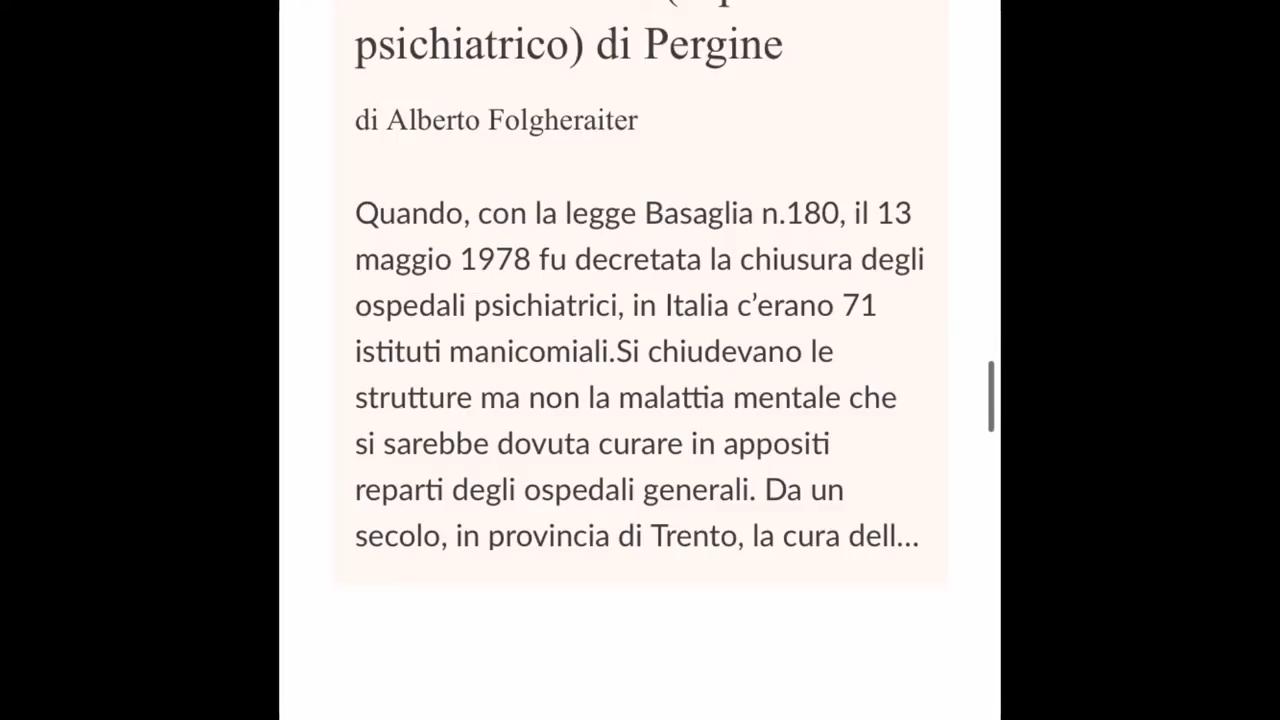 psichiatrico) di Pergine
di Alberto Folgheraiter
Quando, con la legge Basaglia n.180, il 13
maggio 1978 fu decretata la chiusura degli
ospedali psichiatrici, in Italia c’erano 71
istituti manicomiali.Si chiudevano le
strutture ma non la malattia mentale che
si sarebbe dovuta curare in appositi
reparti degli ospedali generali. Da un
secolo, in provincia di Trento, la cura dell...